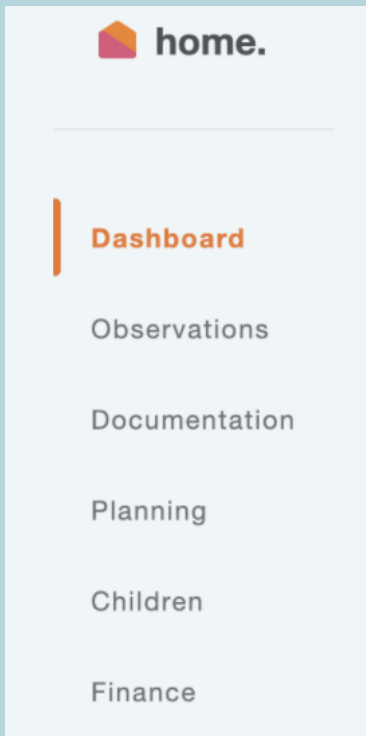 home.
Dashboard
Observations
Documentation
Planning
Children
Finance